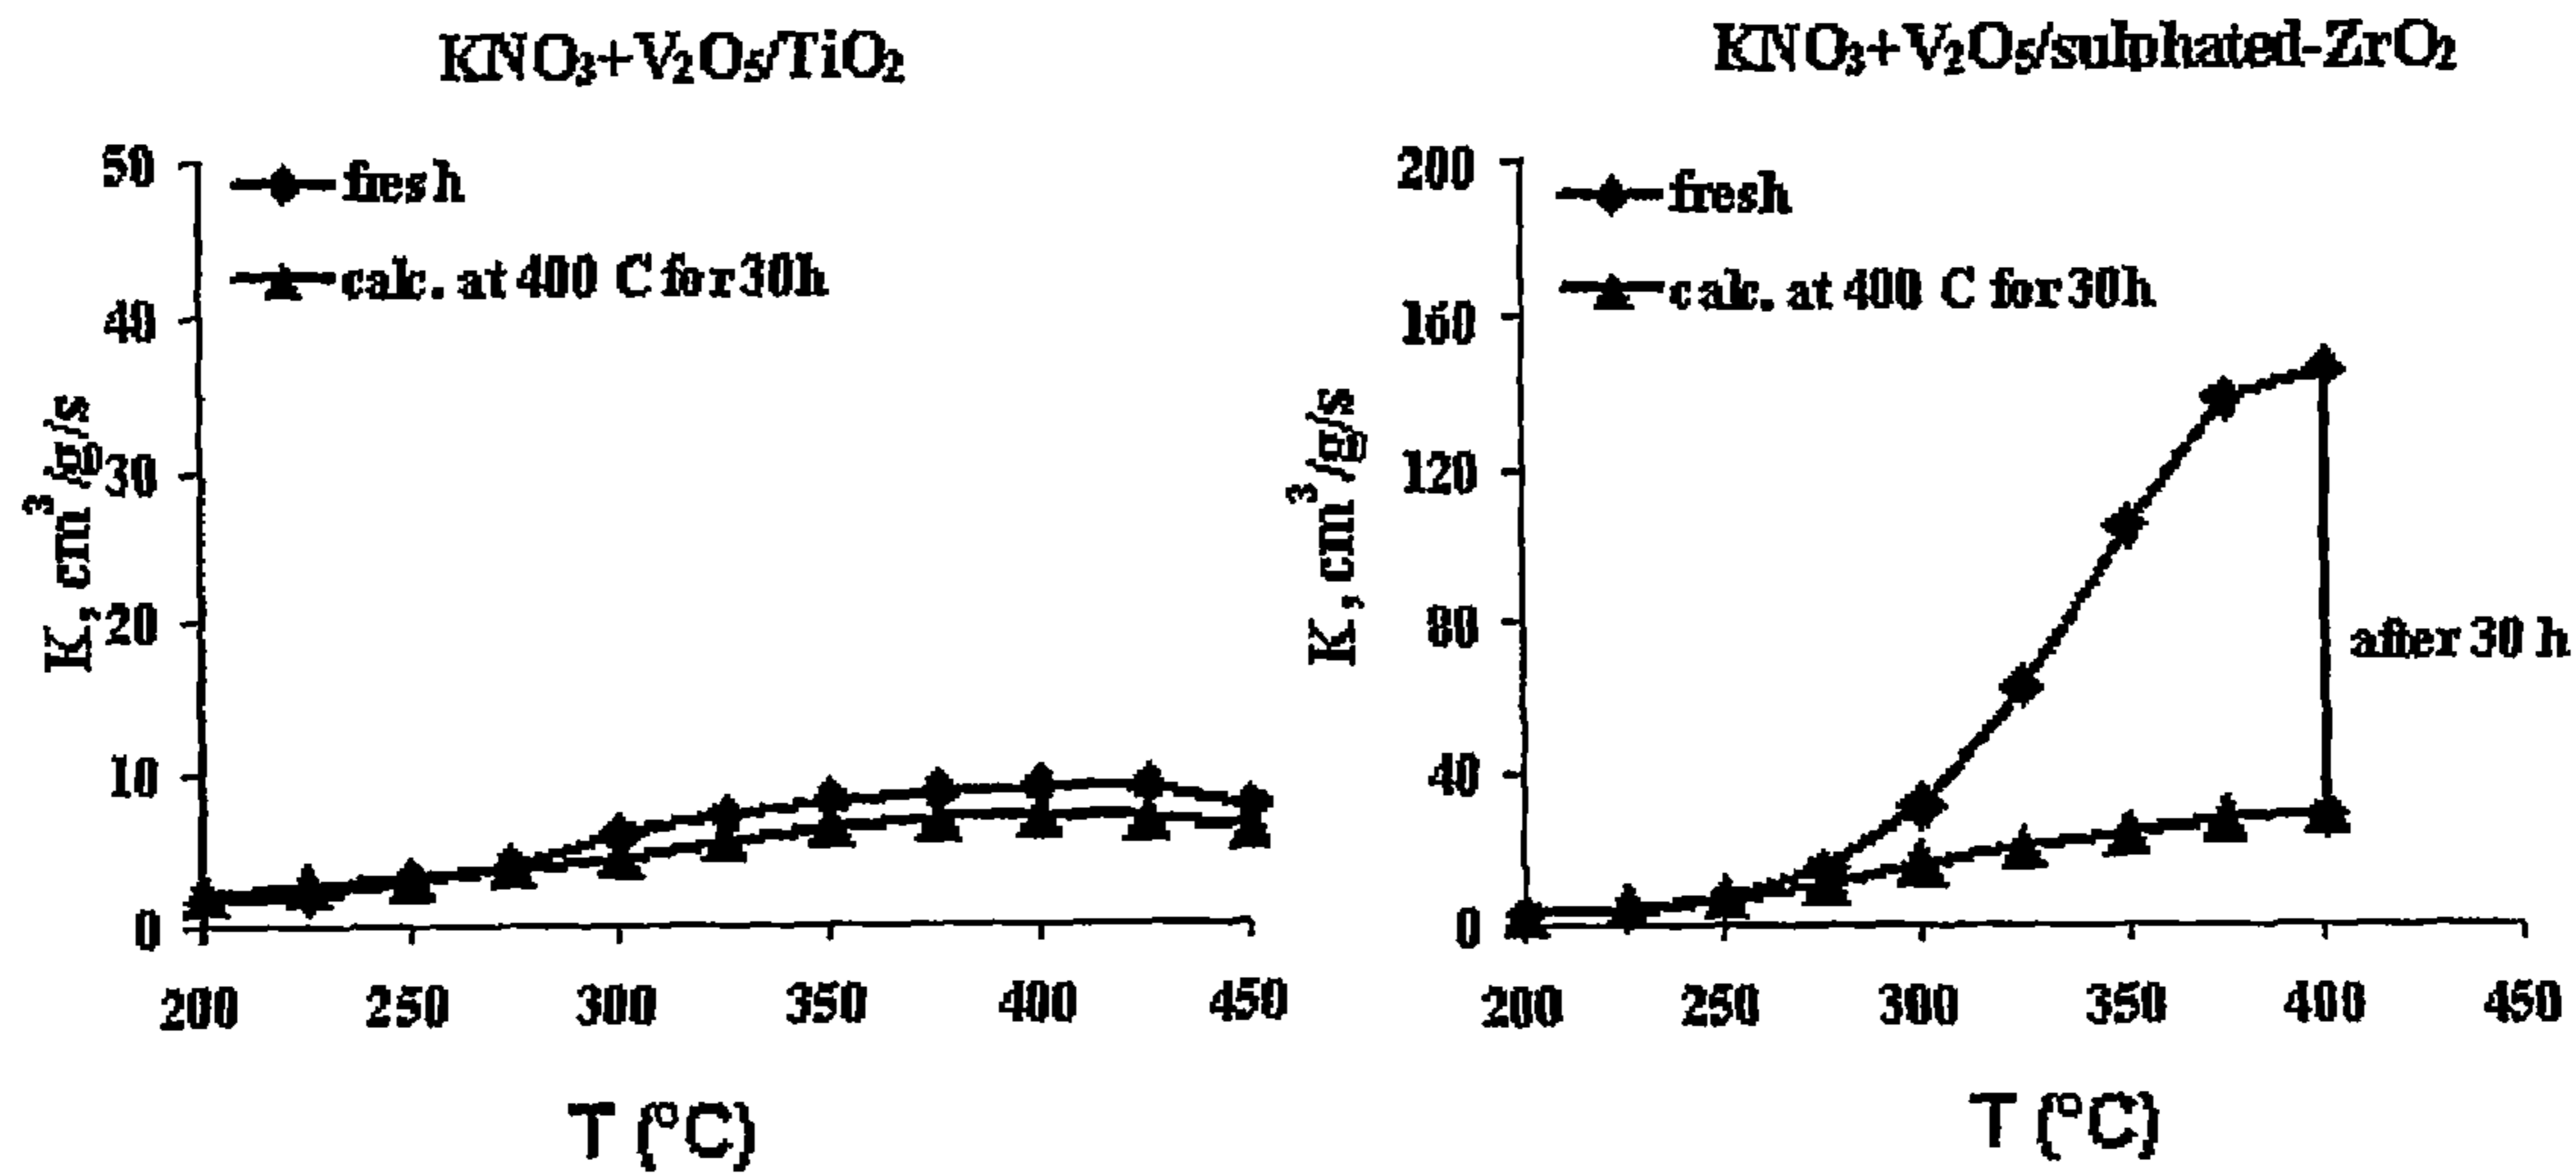 KNO₃+V₂O₅/TiO₂
50
40
30
20
10
0
fresh
calc. at 400 C for 30h
K, cm³/g/s
200 250 300 350 400 450
T (°C)
KNO₃+V₂O₅/sulphated-ZrO₂
200
160
120
80
40
0
fresh
calc. at 400 C for 30h
K, cm³/g/s
after 30 h
200 250 300 350 400 450
T (°C)